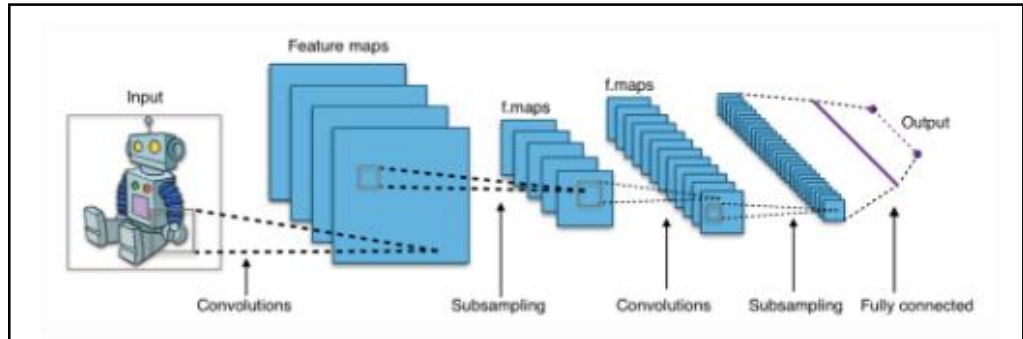 Feature maps
Input
f.maps
f.maps
Output
Convolutions
Subsampling
Convolutions
Subsampling
Fully connected